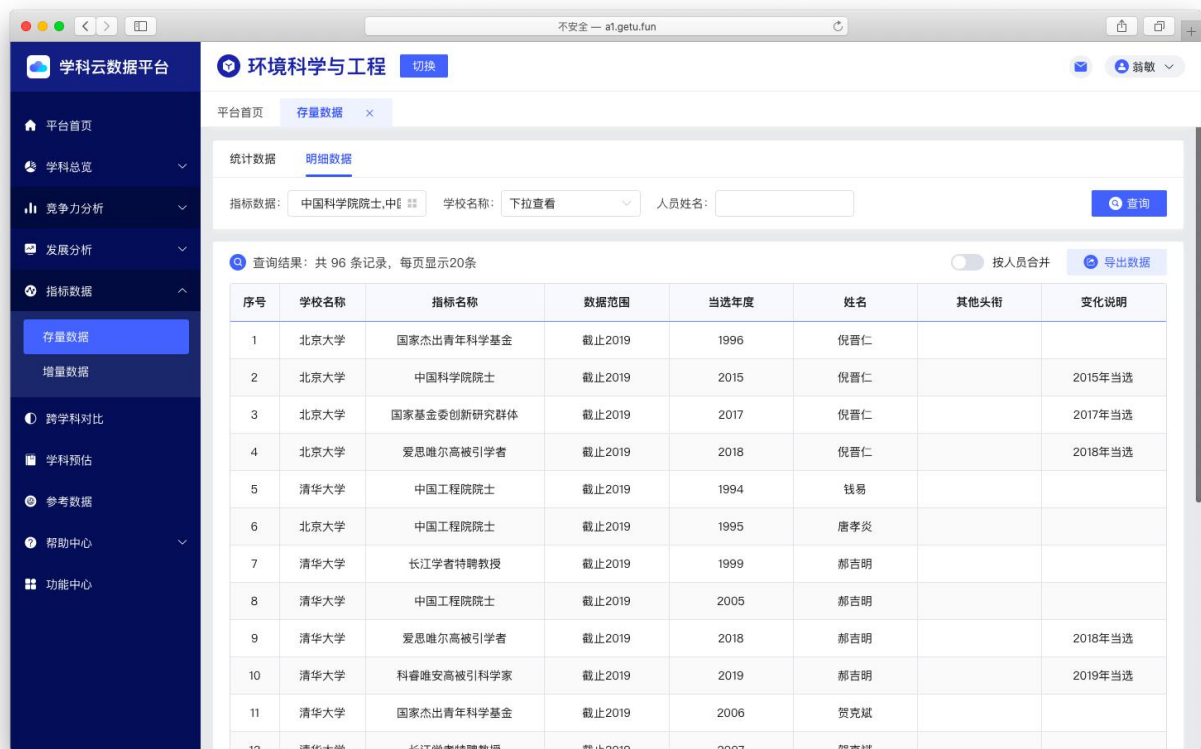 不安全 — a1.getu.fun
学科云数据平台
环境科学与工程 切换
翁敏
平台首页 存量数据 ×
平台首页
学科总览
竞争力分析
发展分析
指标数据
存量数据
增量数据
跨学科对比
学科预估
参考数据
帮助中心
功能中心
统计数据 明细数据
指标数据: 中国科学院院士,中 学校名称: 下拉查看 人员姓名: 查询
查询结果: 共 96 条记录, 每页显示20条 按人员合并 导出数据
序号 学校名称 指标名称 数据范围 当选年度 姓名 其他头衔 变化说明
1 北京大学 国家杰出青年科学基金 截止2019 1996 倪晋仁
2 北京大学 中国科学院院士 截止2019 2015 倪晋仁 2015年当选
3 北京大学 国家基金委创新研究群体 截止2019 2017 倪晋仁 2017年当选
4 北京大学 爱思唯尔高被引学者 截止2019 2018 倪晋仁 2018年当选
5 清华大学 中国工程院院士 截止2019 1994 钱易
6 北京大学 中国工程院院士 截止2019 1995 唐孝炎
7 清华大学 长江学者特聘教授 截止2019 1999 郝吉明
8 清华大学 中国工程院院士 截止2019 2005 郝吉明
9 清华大学 爱思唯尔高被引学者 截止2019 2018 郝吉明 2018年当选
10 清华大学 科睿唯安高被引科学家 截止2019 2019 郝吉明 2019年当选
11 清华大学 国家杰出青年科学基金 截止2019 2006 贺克斌